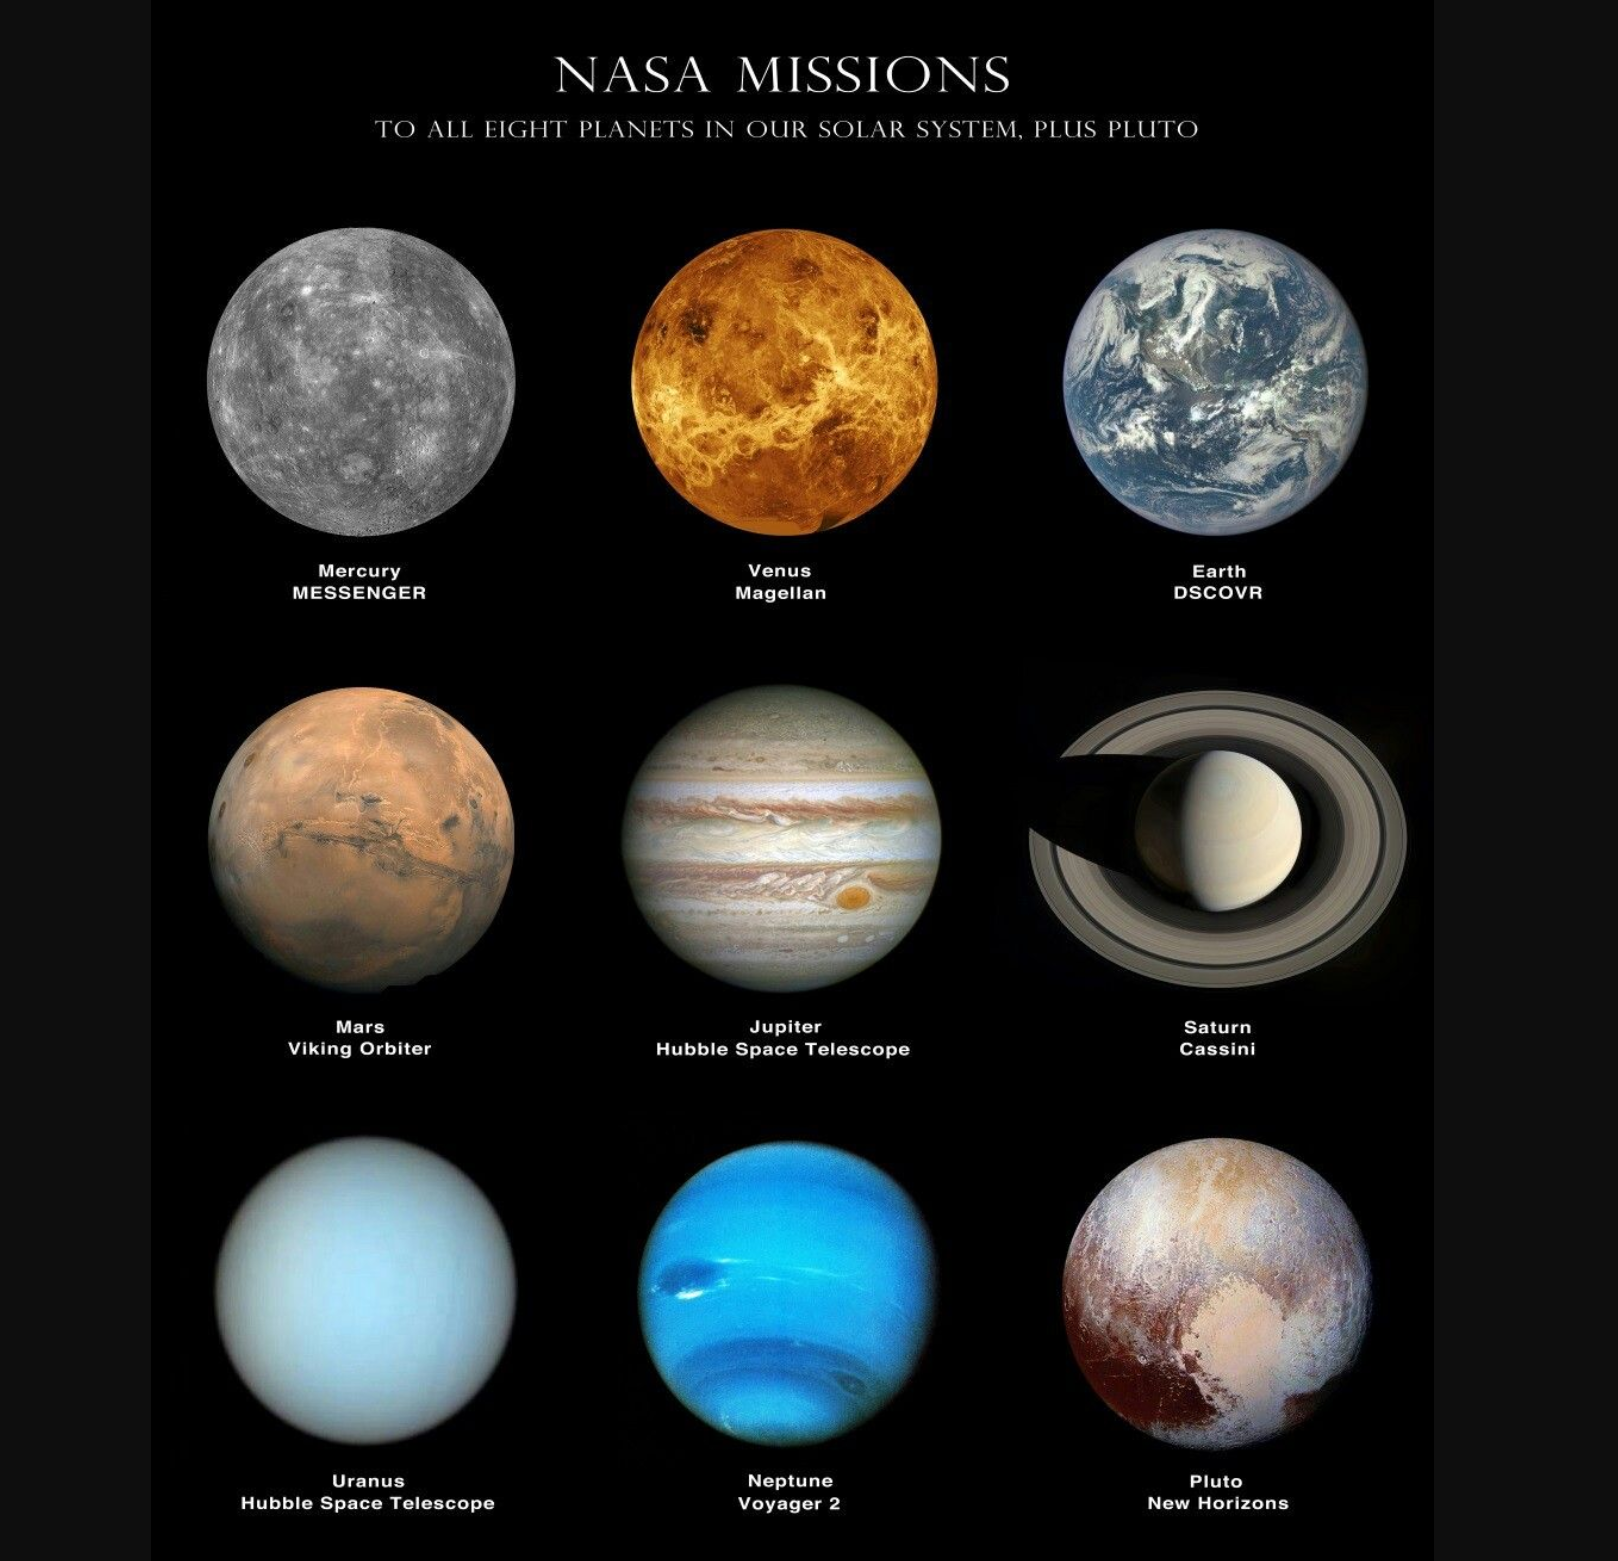 NASA MISSIONS
TO ALL EIGHT PLANETS IN OUR SOLAR SYSTEM, PLUS PLUTO
Mercury
MESSENGER
Venus
Magellan
Earth
DSCOVR
Mars
Viking Orbiter
Jupiter
Hubble Space Telescope
Saturn
Cassini
Uranus
Hubble Space Telescope
Neptune
Voyager 2
Pluto
New Horizons